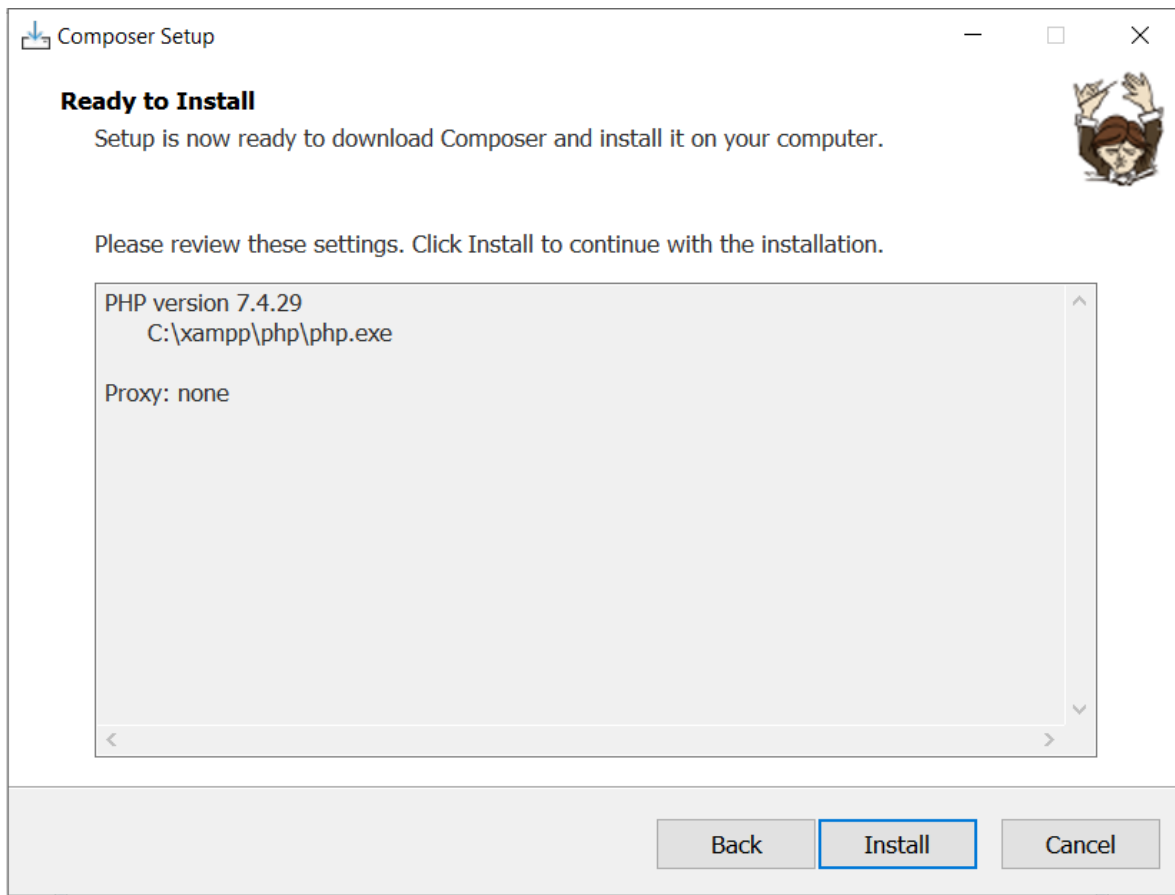 Composer Setup
Ready to Install
Setup is now ready to download Composer and install it on your computer.
Please review these settings. Click Install to continue with the installation.
PHP version 7.4.29
C:\xampp\php\php.exe
Proxy: none
Back
Install
Cancel